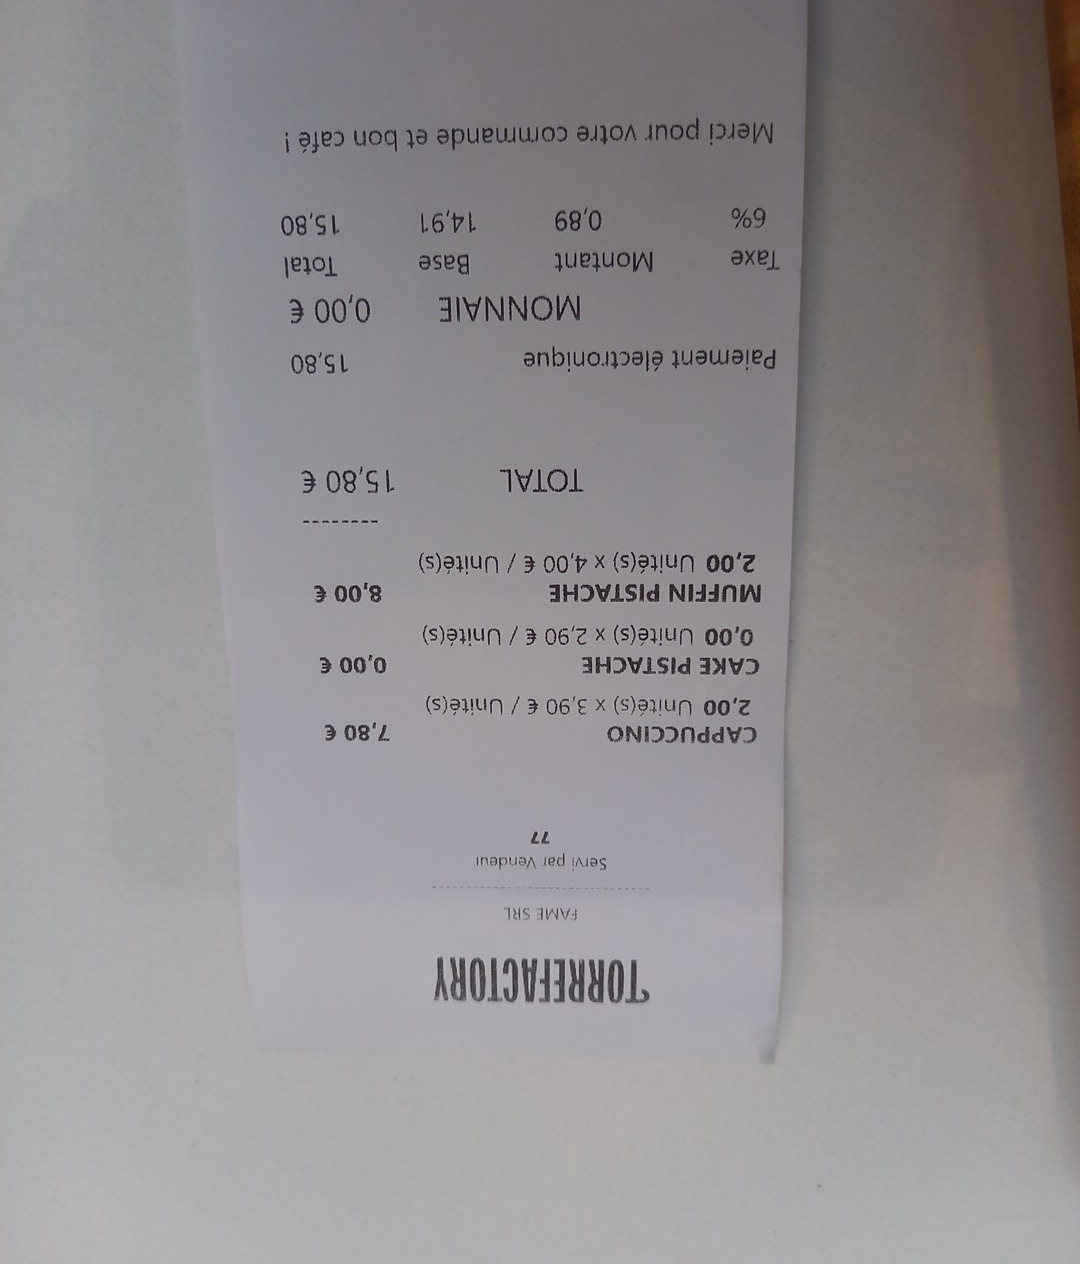 TORREFACTORY
FAME SRL
Servi par Vendeur
77
CAPPUCCINO 7,80 €
2,00 Unité(s) x 3,90 € / Unité(s)
CAKE PISTACHE 0,00 €
0,00 Unité(s) x 2,90 € / Unité(s)
MUFFIN PISTACHE 8,00 €
2,00 Unité(s) x 4,00 € / Unité(s)
--------
TOTAL 15,80 €
Paiement électronique 15,80
MONNAIE 0,00 €
Taxe Montant Base Total
6% 0,89 14,91 15,80
Merci pour votre commande et bon café !